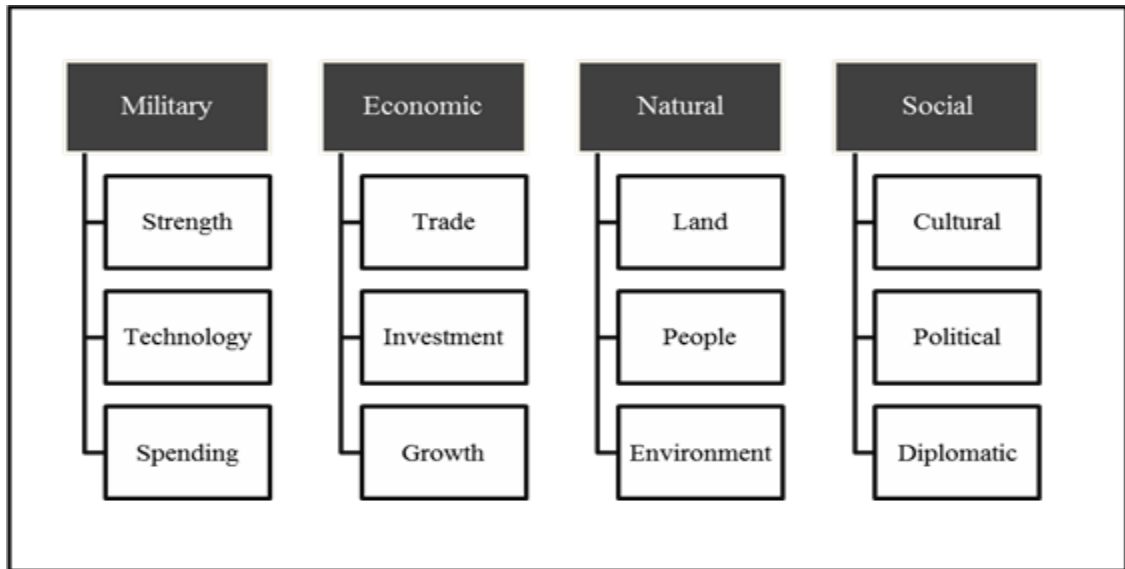 Military
Strength
Technology
Spending
Economic
Trade
Investment
Growth
Natural
Land
People
Environment
Social
Cultural
Political
Diplomatic